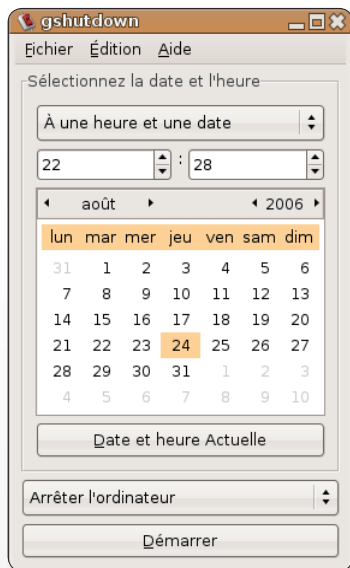 gshutdown
Fichier Édition Aide
Sélectionnez la date et l'heure
À une heure et une date
22 : 28
août 2006
lun mar mer jeu ven sam dim
31 1 2 3 4 5 6
7 8 9 10 11 12 13
14 15 16 17 18 19 20
21 22 23 24 25 26 27
28 29 30 31 1 2 3
4 5 6 7 8 9 10
Date et heure Actuelle
Arrêter l'ordinateur
Démarrer